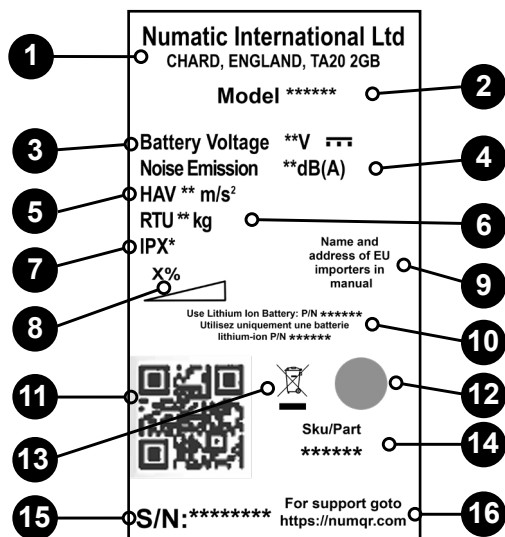 Numatic International Ltd
CHARD, ENGLAND, TA20 2GB
1
Model ******
2
3
Battery Voltage **V
Noise Emission **dB(A)
4
5
HAV ** m/s²
RTU ** kg
6
7
IPX*
Name and
address of EU
importers in
manual
9
X%
8
Use Lithium Ion Battery: P/N ******
Utilisez uniquement une batterie
lithium-ion P/N ******
10
11
12
13
Sku/Part
******
14
15
S/N:********
For support goto
https://numqr.com
16